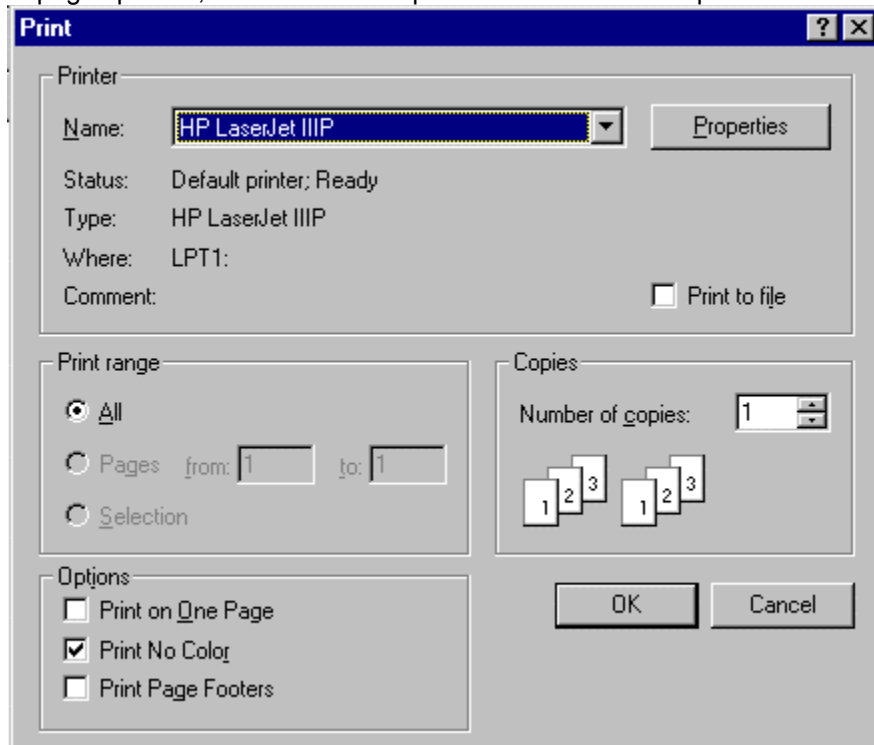 Print
Printer
Name: HP LaserJet IIIP Properties
Status: Default printer; Ready
Type: HP LaserJet IIIP
Where: LPT1:
Comment: Print to file
Print range
All
Pages from: 1 to: 1
Selection
Copies
Number of copies: 1
1 2 3 1 2 3
Options
Print on One Page
Print No Color
Print Page Footers
OK Cancel